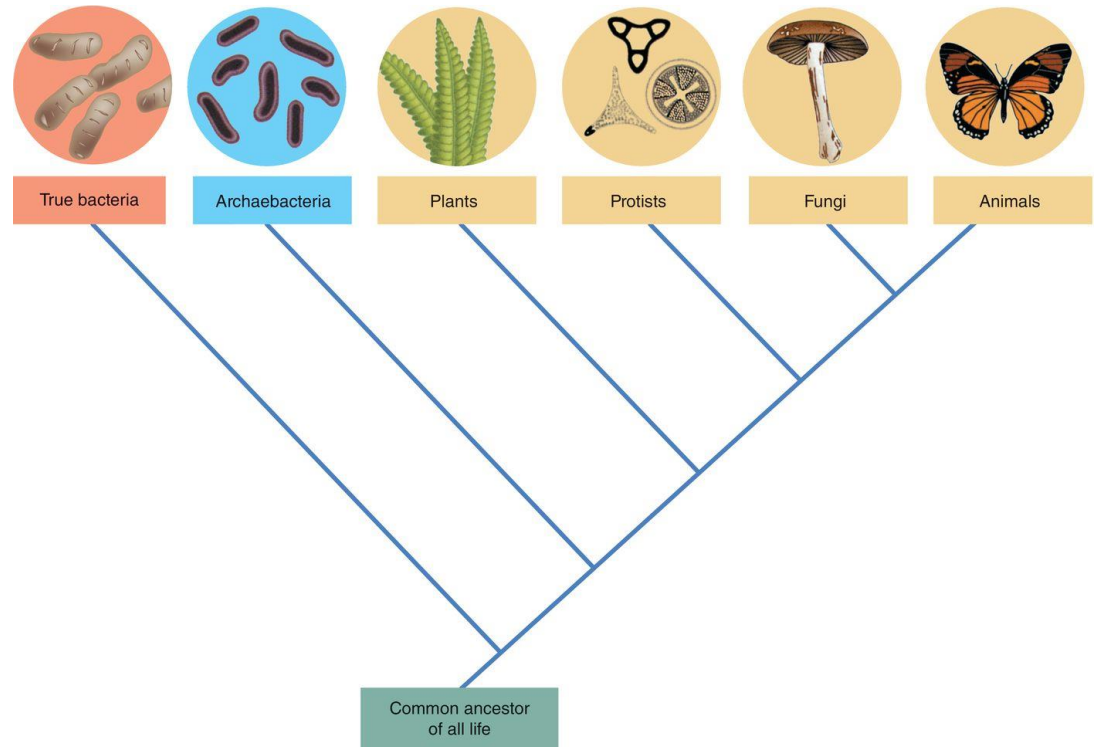 True bacteria
Archaebacteria
Plants
Protists
Fungi
Animals
Common ancestor
of all life